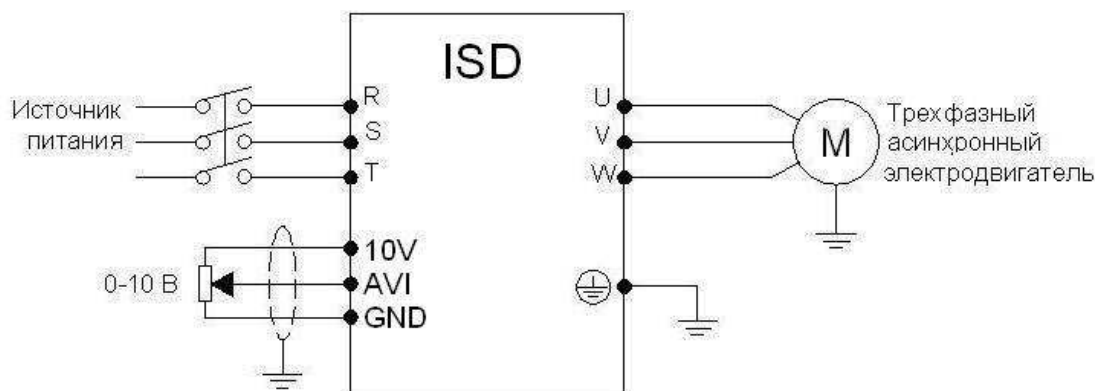 ISD
Источник
питания
R
S
T
U
V
W
M
Трехфазный
асинхронный
электродвигатель
0-10 В
10V
AVI
GND